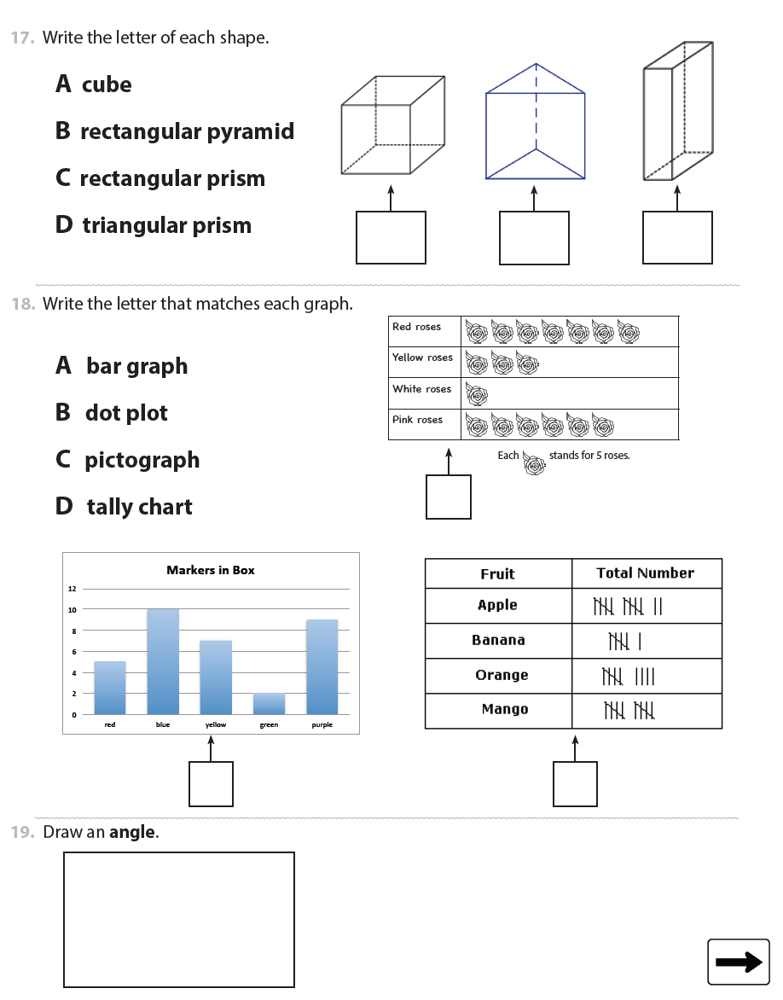 17. Write the letter of each shape.
A cube
B rectangular pyramid
C rectangular prism
D triangular prism
18. Write the letter that matches each graph.
A bar graph
B dot plot
C pictograph
D tally chart
Red roses
Yellow roses
White roses
Pink roses
Each stands for 5 roses.
Markers in Box
12
10
8
6
4
2
0
red blue yellow green purple
Fruit Total Number
Apple
Banana
Orange
Mango
19. Draw an angle.